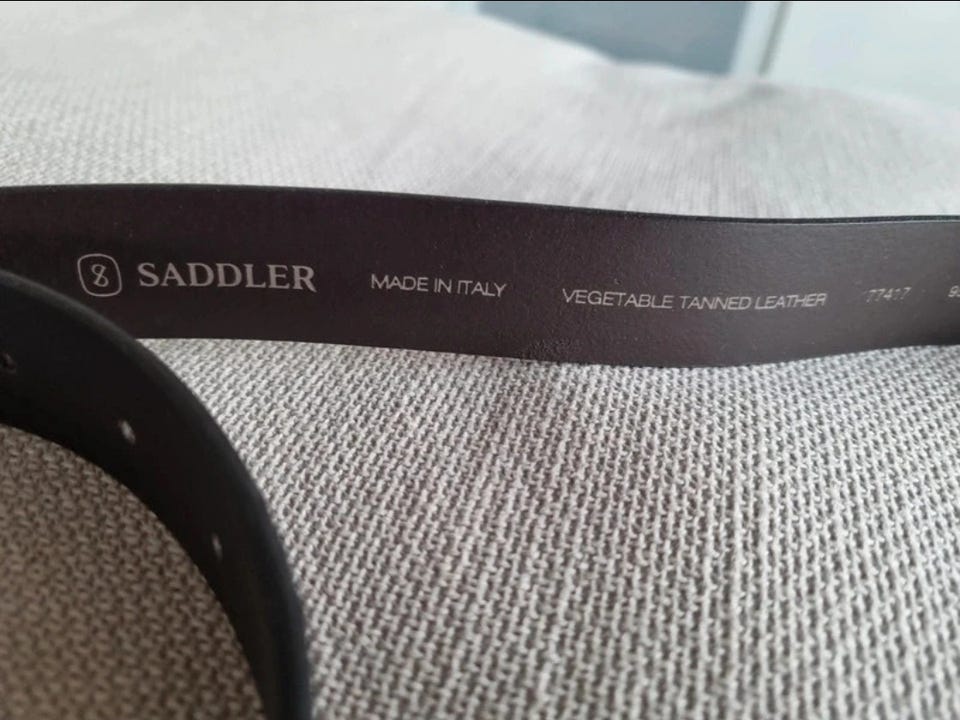 SADDLER MADE IN ITALY VEGETABLE TANNED LEATHER 77417